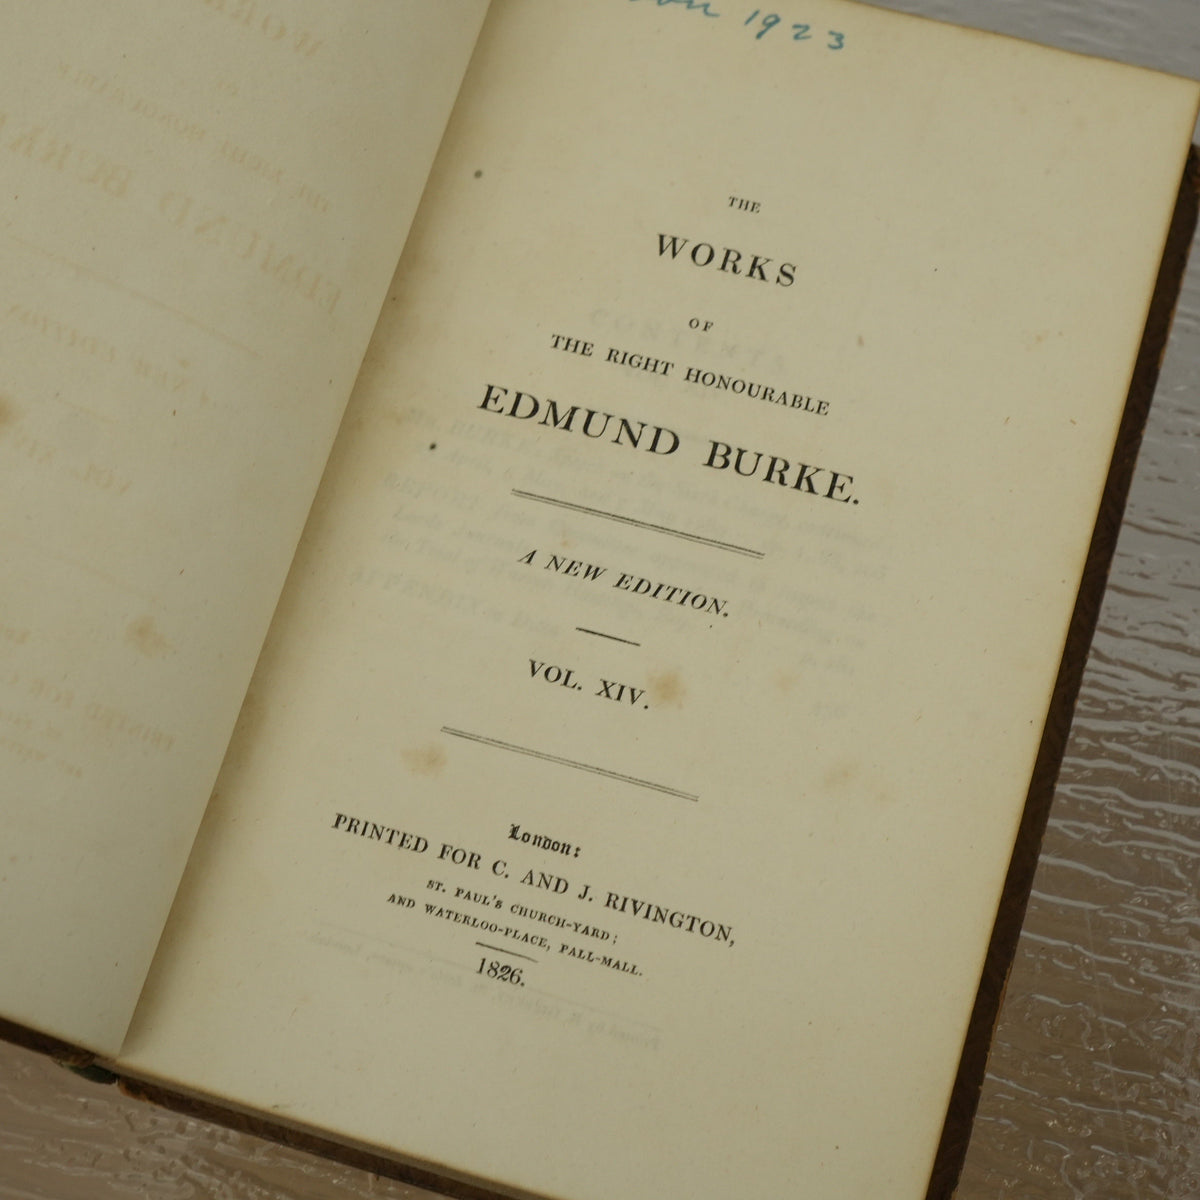 1923
THE
WORKS
OF
THE RIGHT HONOURABLE
EDMUND BURKE.
A NEW EDITION.
VOL. XIV.
London:
PRINTED FOR C. AND J. RIVINGTON,
ST. PAUL'S CHURCH-YARD;
AND WATERLOO-PLACE, PALL-MALL.
1826.